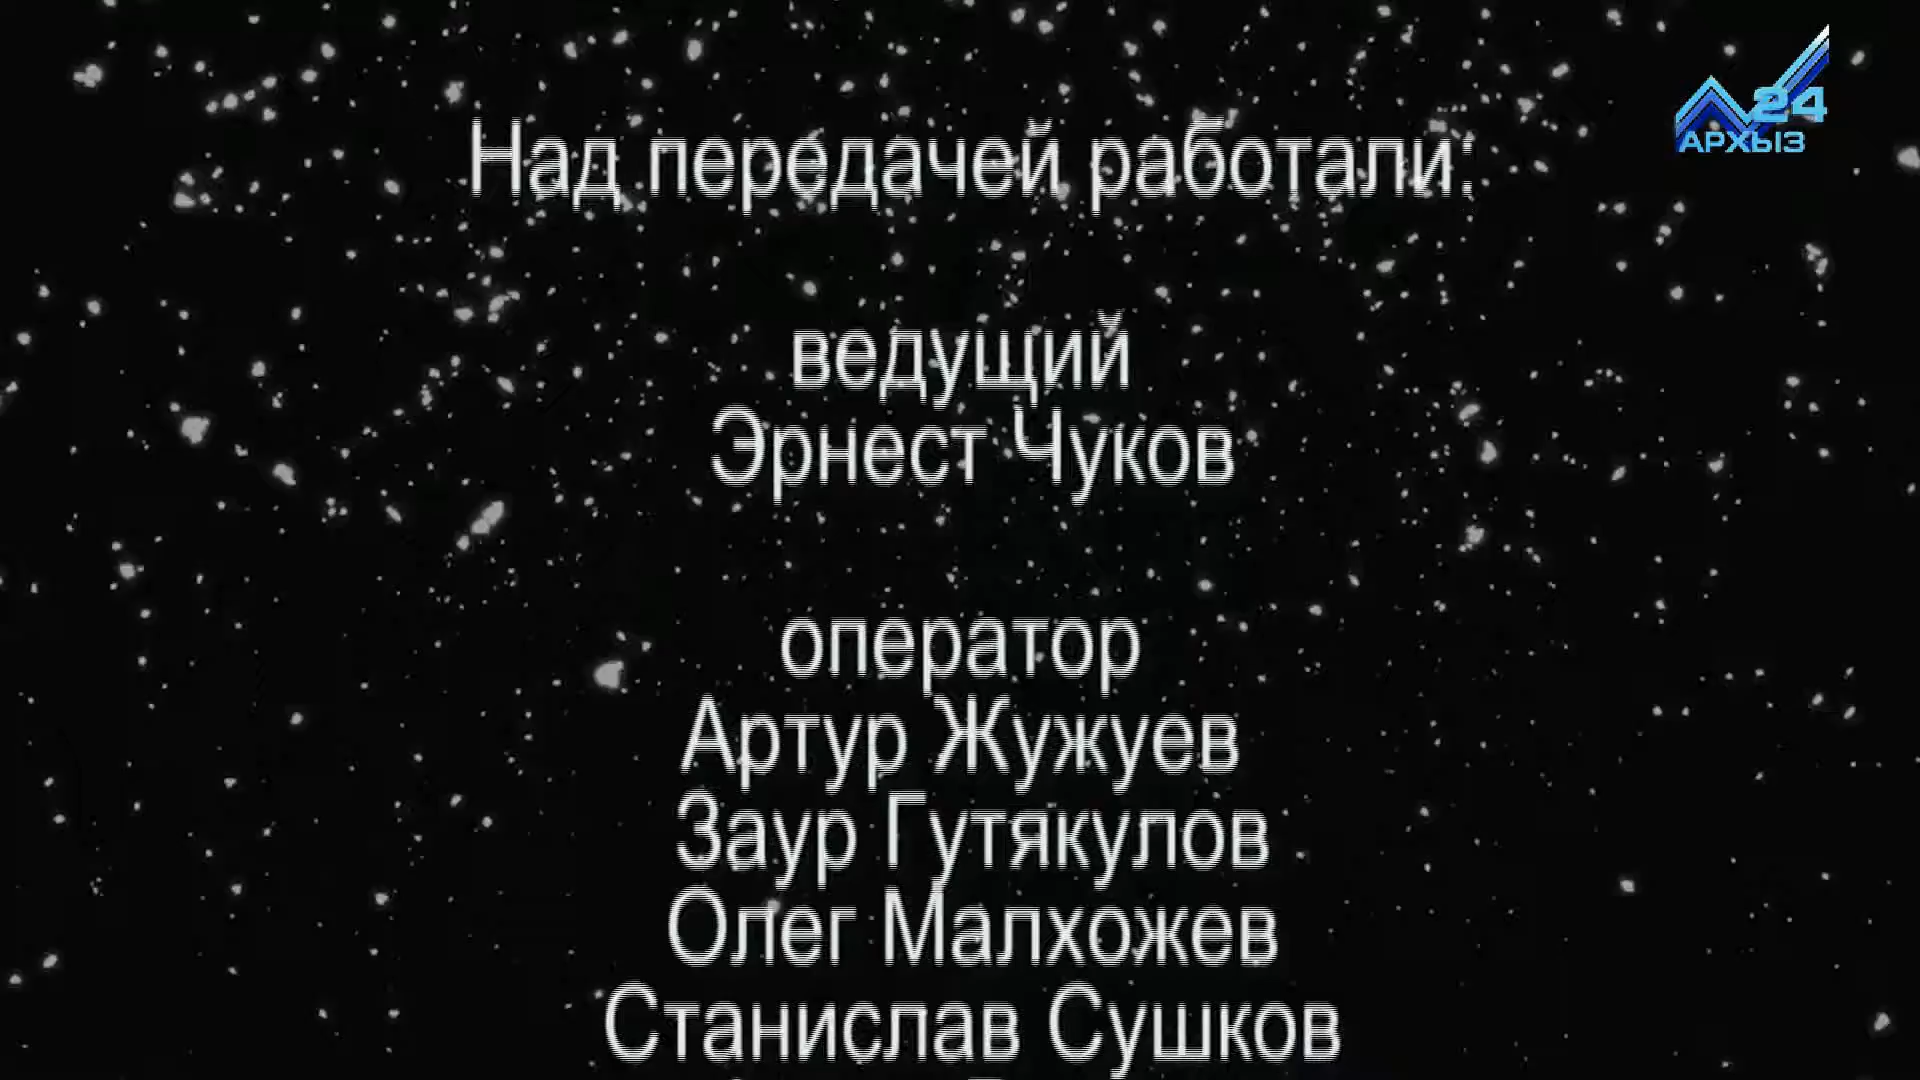 24
АРХЫЗ
Над передачей работали:
ведущий
Эрнест Чуков
оператор
Артур Жужуев
Заур Гутякулов
Олег Малхожев
Станислав Сушков